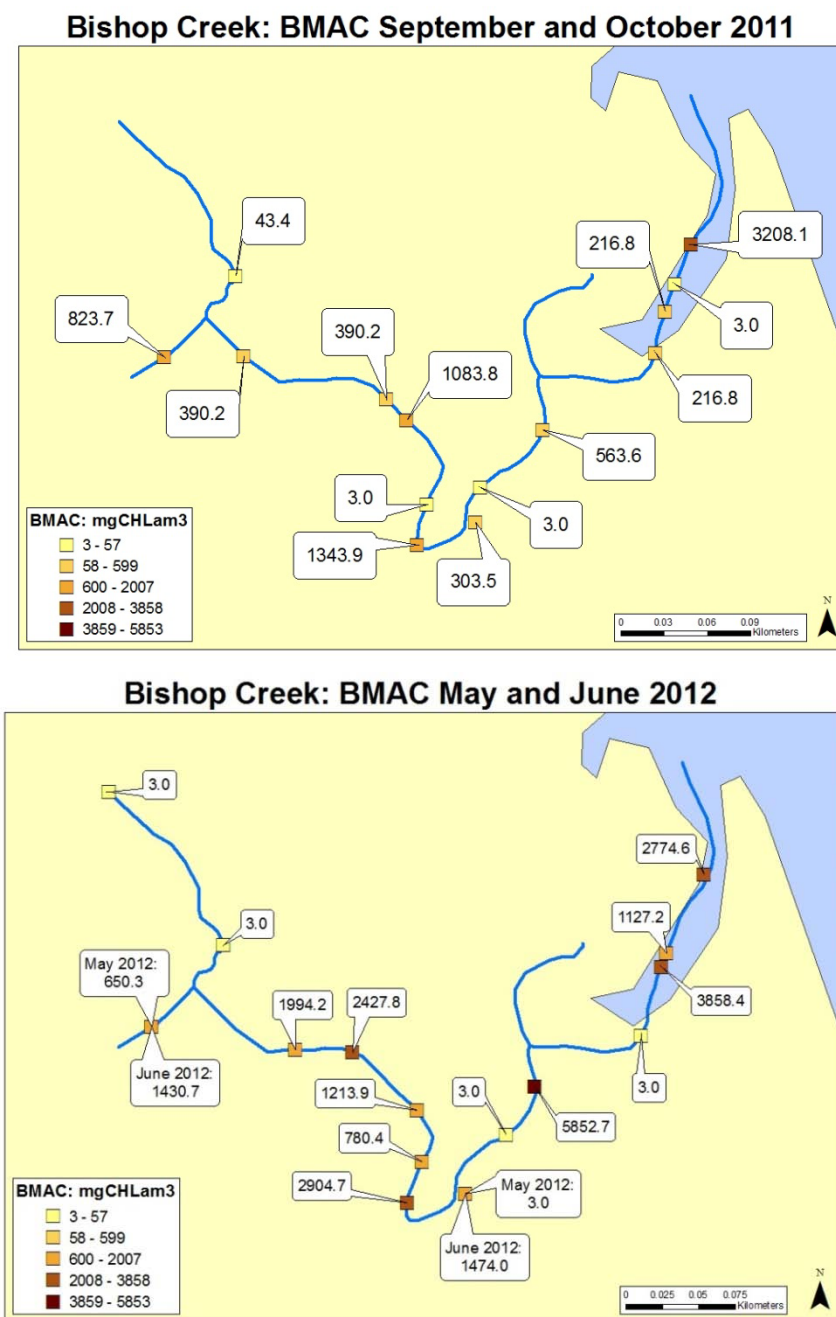 Bishop Creek: BMAC September and October 2011
43.4
3208.1
216.8
823.7
3.0
390.2
1083.8
390.2
216.8
563.6
3.0
3.0
1343.9
303.5
BMAC: mgCHLam3
3 - 57
58 - 599
600 - 2007
2008 - 3858
3859 - 5853
N
0 0.03 0.06 0.09
Kilometers
Bishop Creek: BMAC May and June 2012
3.0
2774.6
1127.2
3.0
May 2012:
650.3
3858.4
1994.2
2427.8
June 2012:
1430.7
3.0
1213.9
3.0
5852.7
780.4
2904.7
May 2012:
3.0
June 2012:
1474.0
BMAC: mgCHLam3
3 - 57
58 - 599
600 - 2007
2008 - 3858
3859 - 5853
N
0 0.025 0.05 0.075
Kilometers